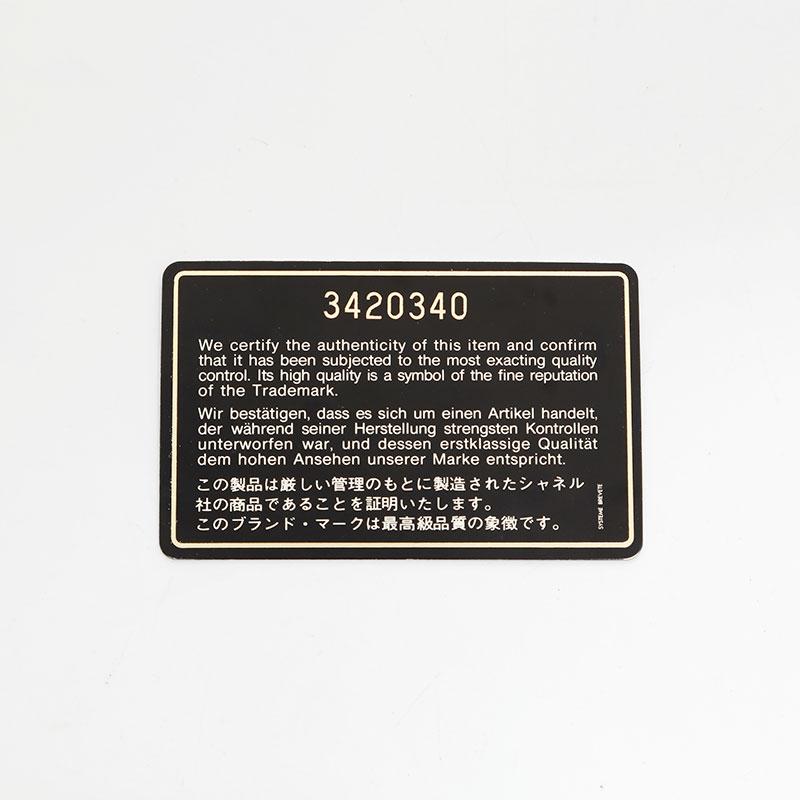 3420340
We certify the authenticity of this item and confirm
that it has been subjected to the most exacting quality
control. Its high quality is a symbol of the fine reputation
of the Trademark.
Wir bestätigen, dass es sich um einen Artikel handelt,
der während seiner Herstellung strengsten Kontrollen
unterworfen war, und dessen erstklassige Qualität
dem hohen Ansehen unserer Marke entspricht.
この製品は厳しい管理のもとに製造されたシャネル
社の商品であることを証明いたします。
このブランド・マークは最高級品質の象徴です。
SYSTEME BREVETE